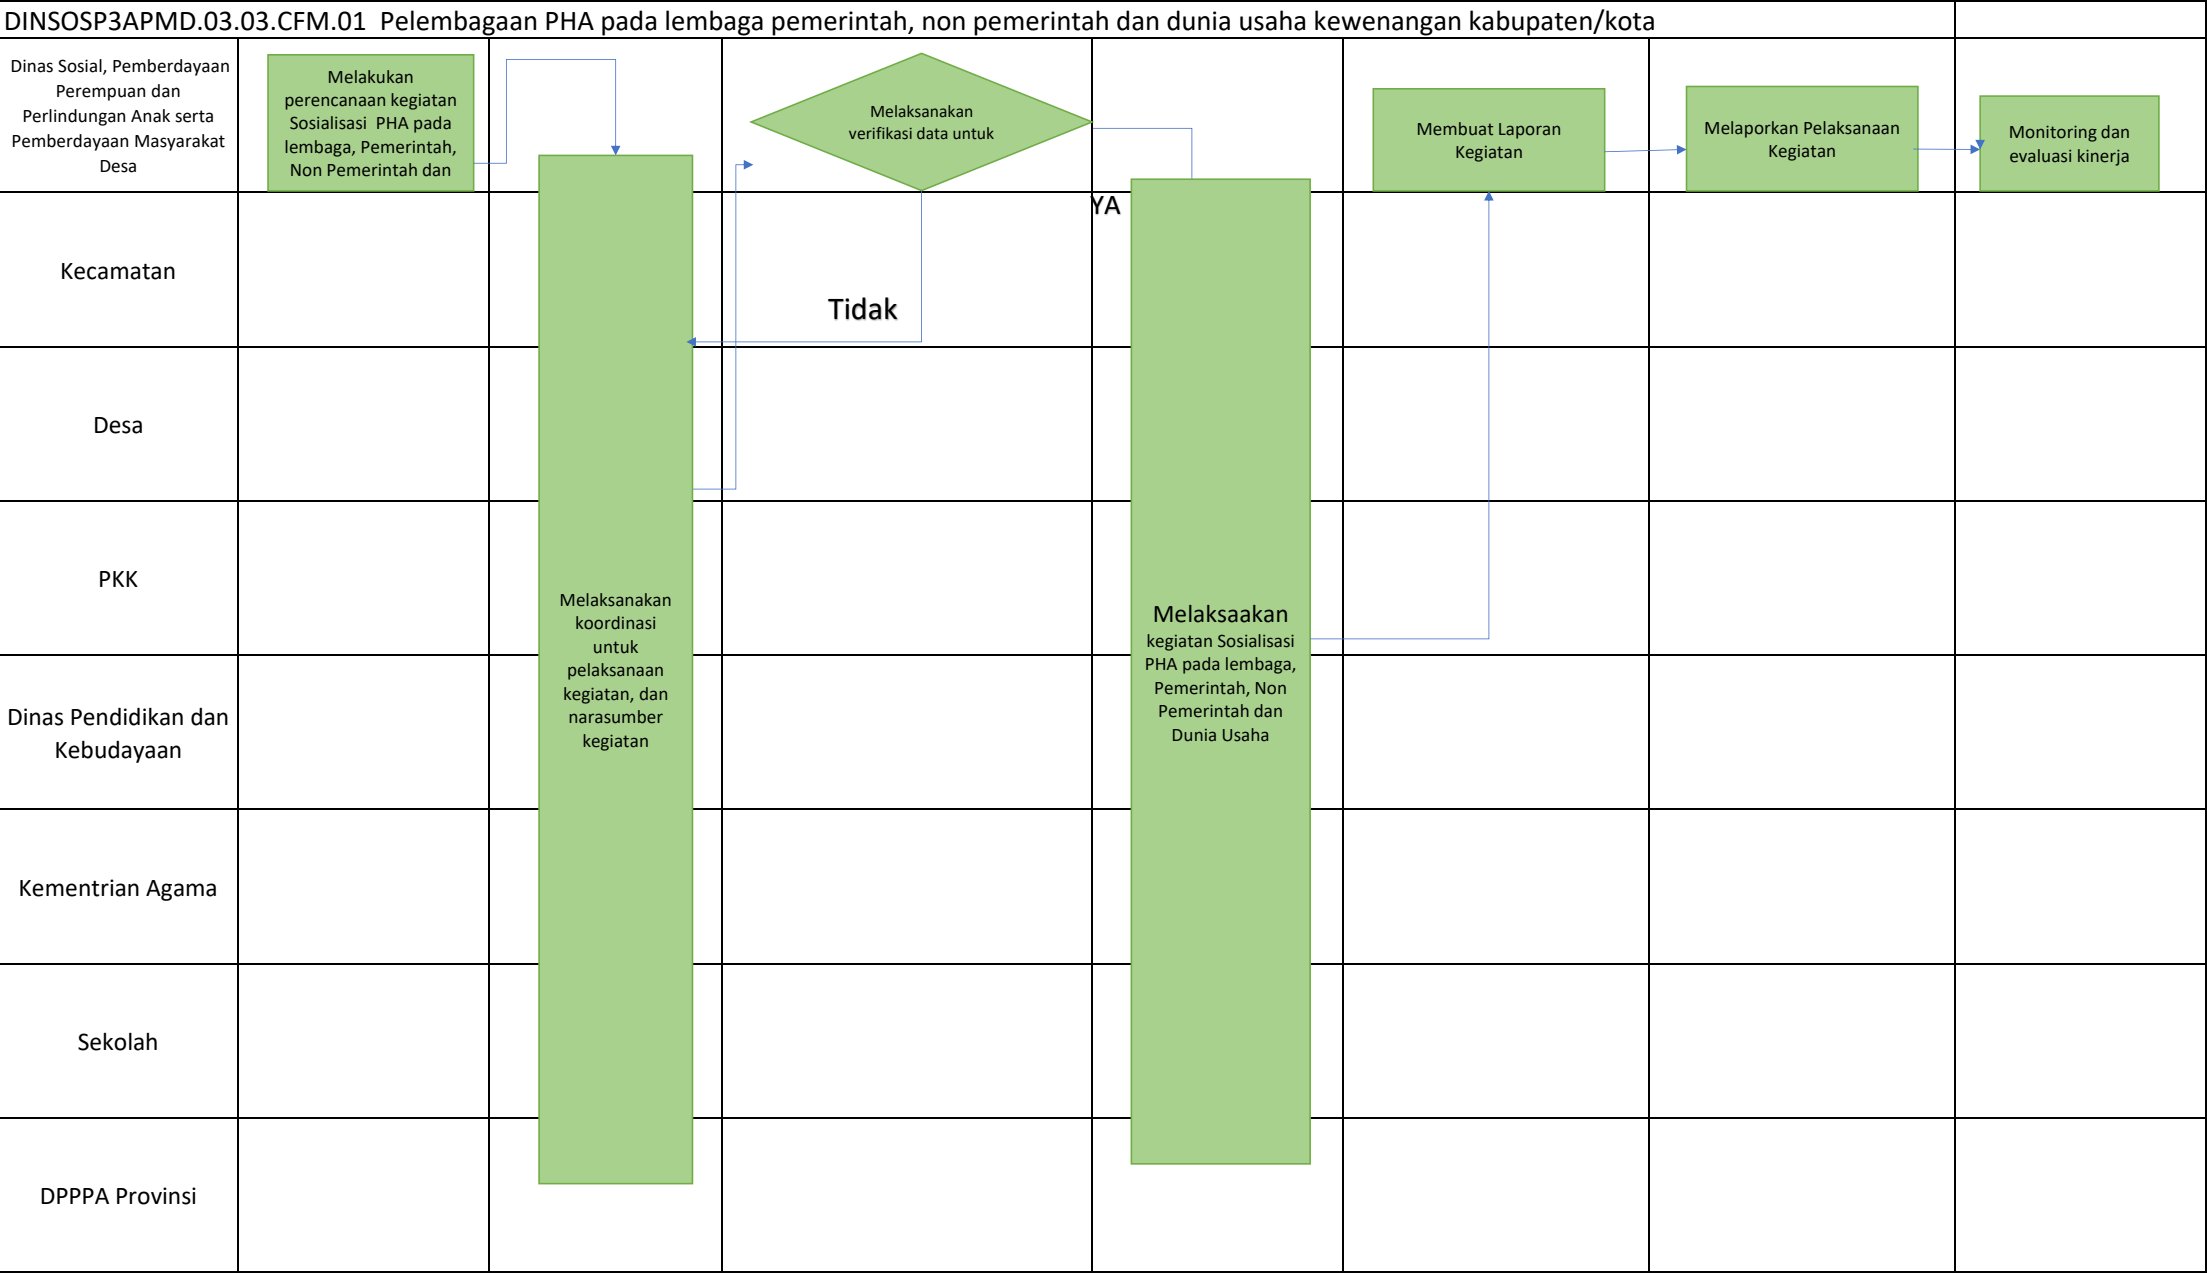 DINSOSP3APMD.03.03.CFM.01  Pelembagaan PHA pada lembaga pemerintah, non pemerintah dan dunia usaha kewenangan kabupaten/kota
Dinas Sosial, Pemberdayaan
Perempuan dan
Perlindungan Anak serta
Pemberdayaan Masyarakat
Desa
Melakukan
perencanaan kegiatan
Sosialisasi  PHA pada
lembaga, Pemerintah,
Non Pemerintah dan
Melaksanakan
verifikasi data untuk
Membuat Laporan
Kegiatan
Melaporkan Pelaksanaan
Kegiatan
Monitoring dan
evaluasi kinerja
YA
Kecamatan
Tidak
Desa
PKK
Melaksanakan
koordinasi
untuk
pelaksanaan
kegiatan, dan
narasumber
kegiatan
Melaksaakan
kegiatan Sosialisasi
PHA pada lembaga,
Pemerintah, Non
Pemerintah dan
Dunia Usaha
Dinas Pendidikan dan
Kebudayaan
Kementrian Agama
Sekolah
DPPPA Provinsi